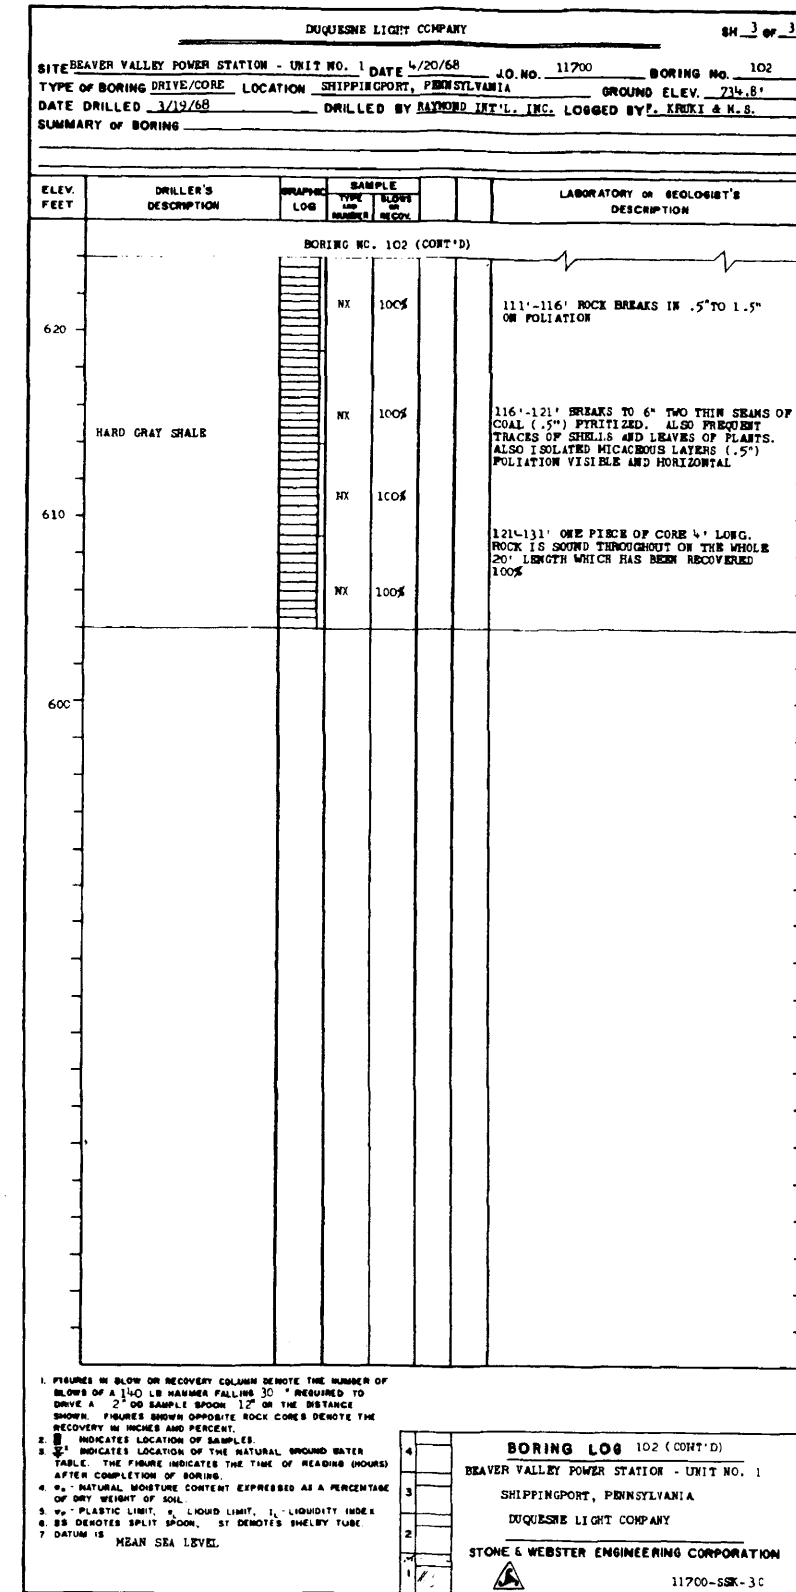 DUQUESNE LIGHT COMPANY
SH 3 OF 3
SITE BEAVER VALLEY POWER STATION - UNIT NO. 1 DATE 4/20/68 J.O. NO. 11700 BORING NO. 102
TYPE OF BORING DRIVE/CORE LOCATION SHIPPINGPORT, PENNSYLVANIA GROUND ELEV. 734.8'
DATE DRILLED 3/19/68 DRILLED BY RAYMOND INT'L. INC. LOGGED BY F. KRUKI & H.S.
SUMMARY OF BORING
ELEV. FEET
DRILLER'S DESCRIPTION
GRAPHIC LOG
SAMPLE
TYPE AND NUMBER
BLOWS OR RECOV.
LABORATORY OR GEOLOGIST'S DESCRIPTION
BORING NO. 102 (CONT'D)
NX 100%
111'-116' ROCK BREAKS IN .5" TO 1.5"
ON FOLIATION
620
HARD GRAY SHALE
NX 100%
116'-121' BREAKS TO 6" TWO THIN SEAMS OF
COAL (.5") PYRITIZED. ALSO FREQUENT
TRACES OF SHELLS AND LEAVES OF PLANTS.
ALSO ISOLATED MICACEOUS LAYERS (.5")
FOLIATION VISIBLE AND HORIZONTAL
NX 100%
610
121'-131' ONE PIECE OF CORE 4' LONG.
ROCK IS SOUND THROUGHOUT ON THE WHOLE
20' LENGTH WHICH HAS BEEN RECOVERED
100%
NX 100%
600
1. FIGURES IN BLOW OR RECOVERY COLUMN DENOTE THE NUMBER OF
BLOWS OF A 140 LB HAMMER FALLING 30 " REQUIRED TO
DRIVE A 2" OD SAMPLE SPOON 12" OR THE DISTANCE
SHOWN. FIGURES SHOWN OPPOSITE ROCK CORES DENOTE THE
RECOVERY IN INCHES AND PERCENT.
2. INDICATES LOCATION OF SAMPLES.
3. INDICATES LOCATION OF THE NATURAL GROUND WATER
TABLE. THE FIGURE INDICATES THE TIME OF READING (HOURS)
AFTER COMPLETION OF BORING.
4. - NATURAL MOISTURE CONTENT EXPRESSED AS A PERCENTAGE
OF DRY WEIGHT OF SOIL.
5. - PLASTIC LIMIT, LIQUID LIMIT, IL - LIQUIDITY INDEX
6. SS DENOTES SPLIT SPOON, ST DENOTES SHELBY TUBE.
7 DATUM IS
MEAN SEA LEVEL
4
3
2
1
BORING LOG 102 (CONT'D)
BEAVER VALLEY POWER STATION - UNIT NO. 1
SHIPPINGPORT, PENNSYLVANIA
DUQUESNE LIGHT COMPANY
STONE & WEBSTER ENGINEERING CORPORATION
11700-SSK-3C